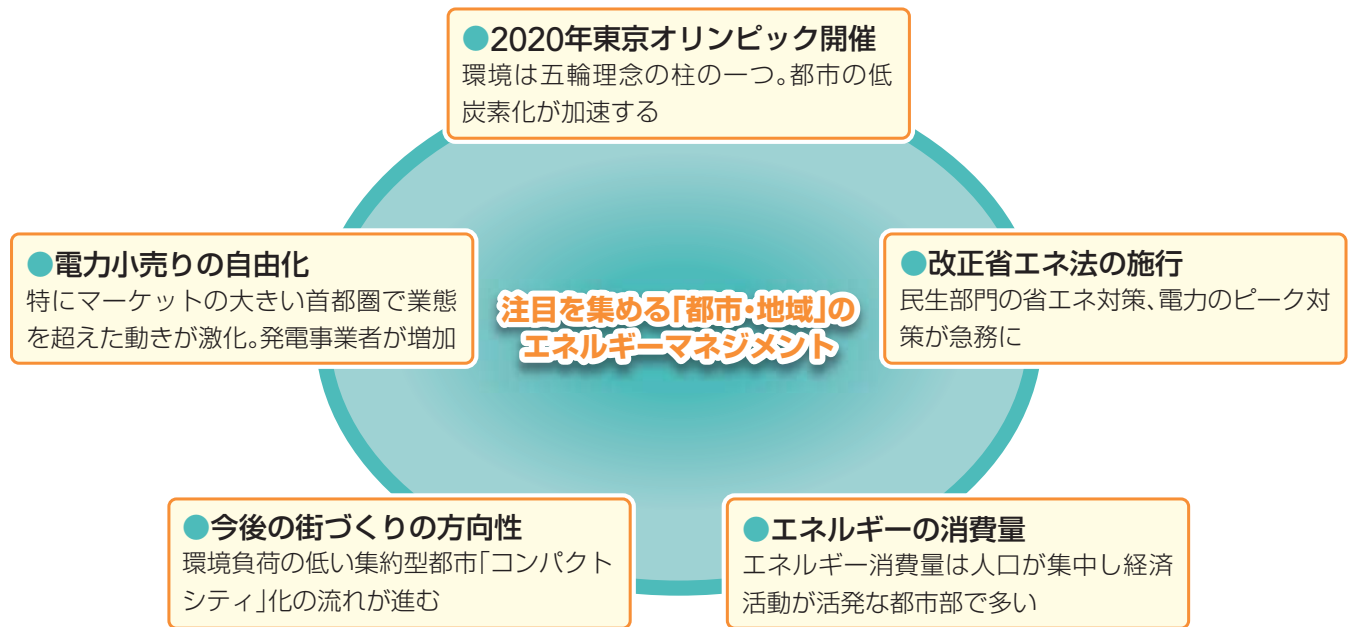 ●2020年東京オリンピック開催
環境は五輪理念の柱の一つ。都市の低
炭素化が加速する
●電力小売りの自由化
特にマーケットの大きい首都圏で業態
を超えた動きが激化。発電事業者が増加
注目を集める「都市・地域」の
エネルギーマネジメント
●改正省エネ法の施行
民生部門の省エネ対策、電力のピーク対
策が急務に
●今後の街づくりの方向性
環境負荷の低い集約型都市「コンパクト
シティ」化の流れが進む
●エネルギーの消費量
エネルギー消費量は人口が集中し経済
活動が活発な都市部で多い